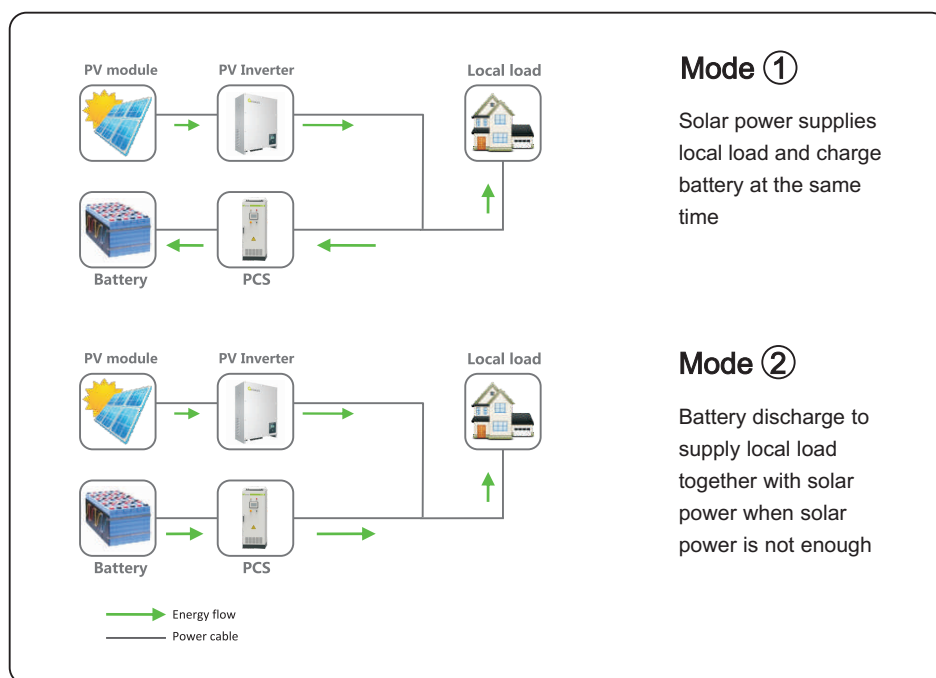 PV module PV Inverter Local load
Mode ①
Solar power supplies
local load and charge
battery at the same
time
Battery PCS
PV module PV Inverter Local load
Mode ②
Battery discharge to
supply local load
together with solar
power when solar
power is not enough
Battery PCS
Energy flow
Power cable